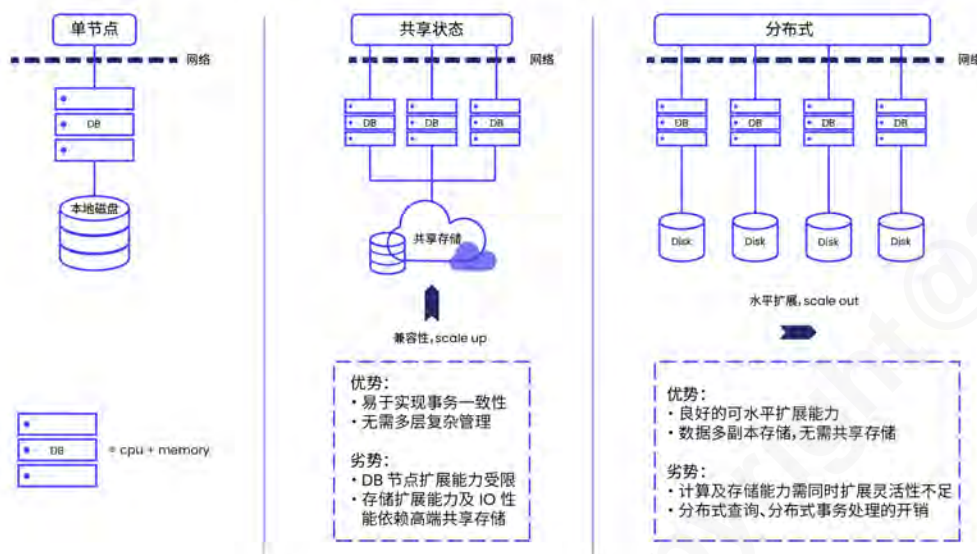 单节点
网络
DB
本地磁盘
DB
= cpu + memory
共享状态
网络
DB
DB
DB
共享存储
兼容性, scale up
优势：
· 易于实现事务一致性
· 无需多层复杂管理
劣势：
· DB 节点扩展能力受限
· 存储扩展能力及 IO 性
能依赖高端共享存储
分布式
网络
DB
DB
DB
DB
Disk
Disk
Disk
Disk
水平扩展, scale out
优势：
· 良好的可水平扩展能力
· 数据多副本存储，无需共享存储
劣势：
· 计算及存储能力需同时扩展灵活性不足
· 分布式查询、分布式事务处理的开销